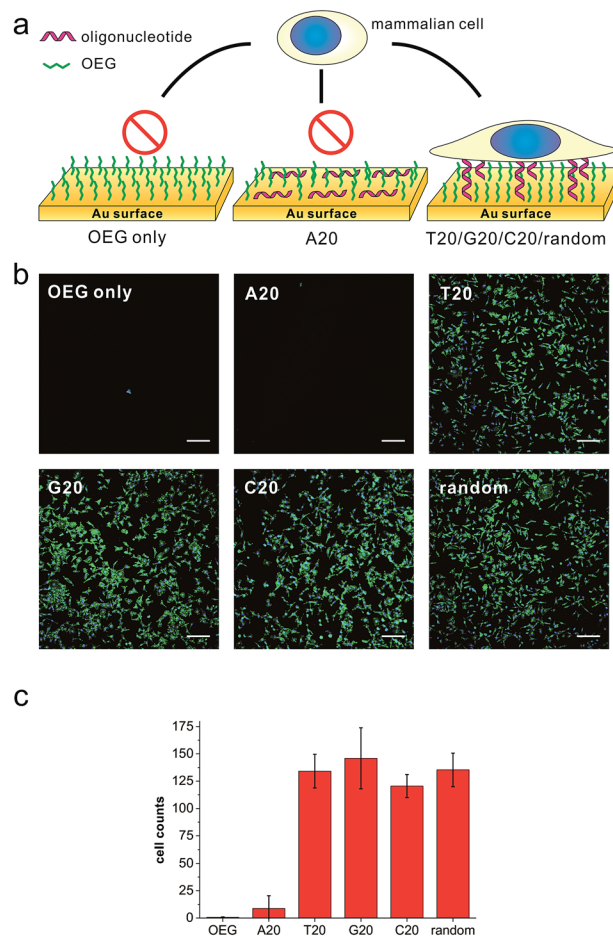 a
oligonucleotide
OEG
mammalian cell
Au surface
Au surface
Au surface
OEG only
A20
T20/G20/C20/random
b
OEG only
A20
T20
G20
C20
random
c
175
150
125
100
75
50
25
0
cell counts
OEG
A20
T20
G20
C20
random